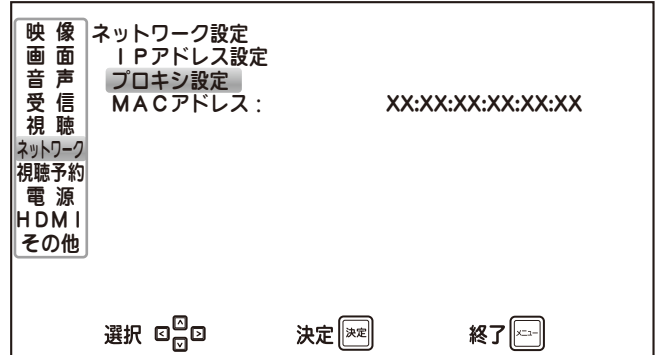 映 像
画 面
音 声
受 信
視 聴
ネットワーク
視聴予約
電 源
HDMI
その他
ネットワーク設定
IPアドレス設定
プロキシ設定
MACアドレス: XX:XX:XX:XX:XX:XX
選択 決定 決定 終了 メニュー